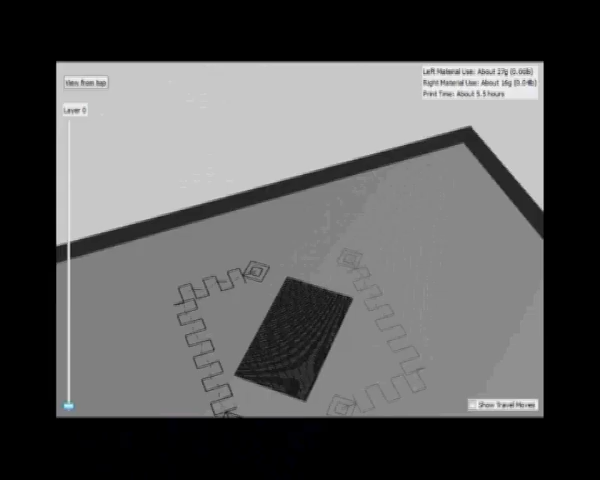 View from top
Left Material Use: About 27g (0.06lb)
Right Material Use: About 16g (0.04lb)
Print Time: About 5.5 hours
Layer 0
Show Travel Moves